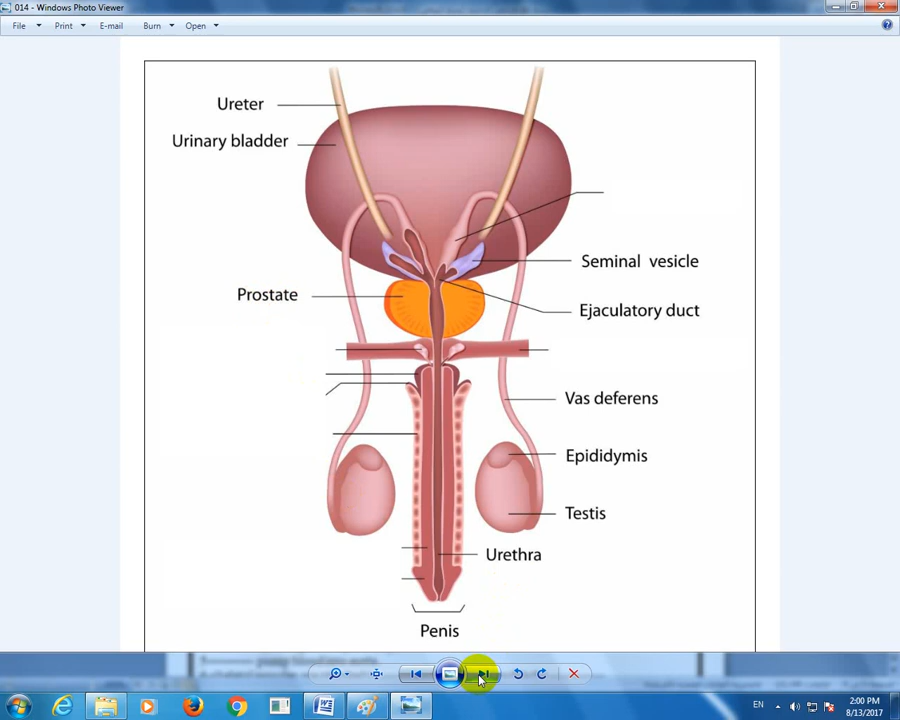 014 - Windows Photo Viewer
File Print E-mail Burn Open
Ureter
Urinary bladder
Seminal vesicle
Prostate
Ejaculatory duct
Vas deferens
Epididymis
Testis
Urethra
Penis
EN
2:00 PM
8/13/2017